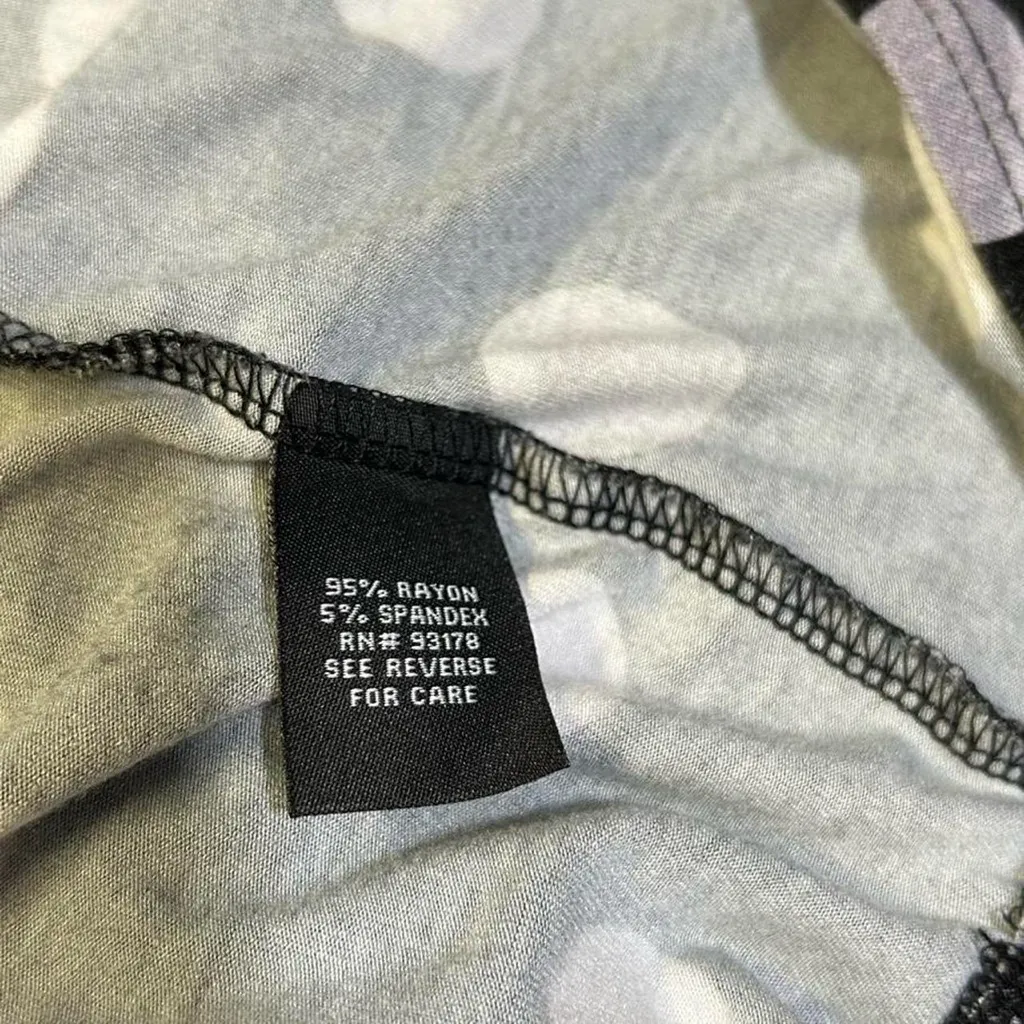 95% RAYON
5% SPANDEX
RN# 93178
SEE REVERSE
FOR CARE